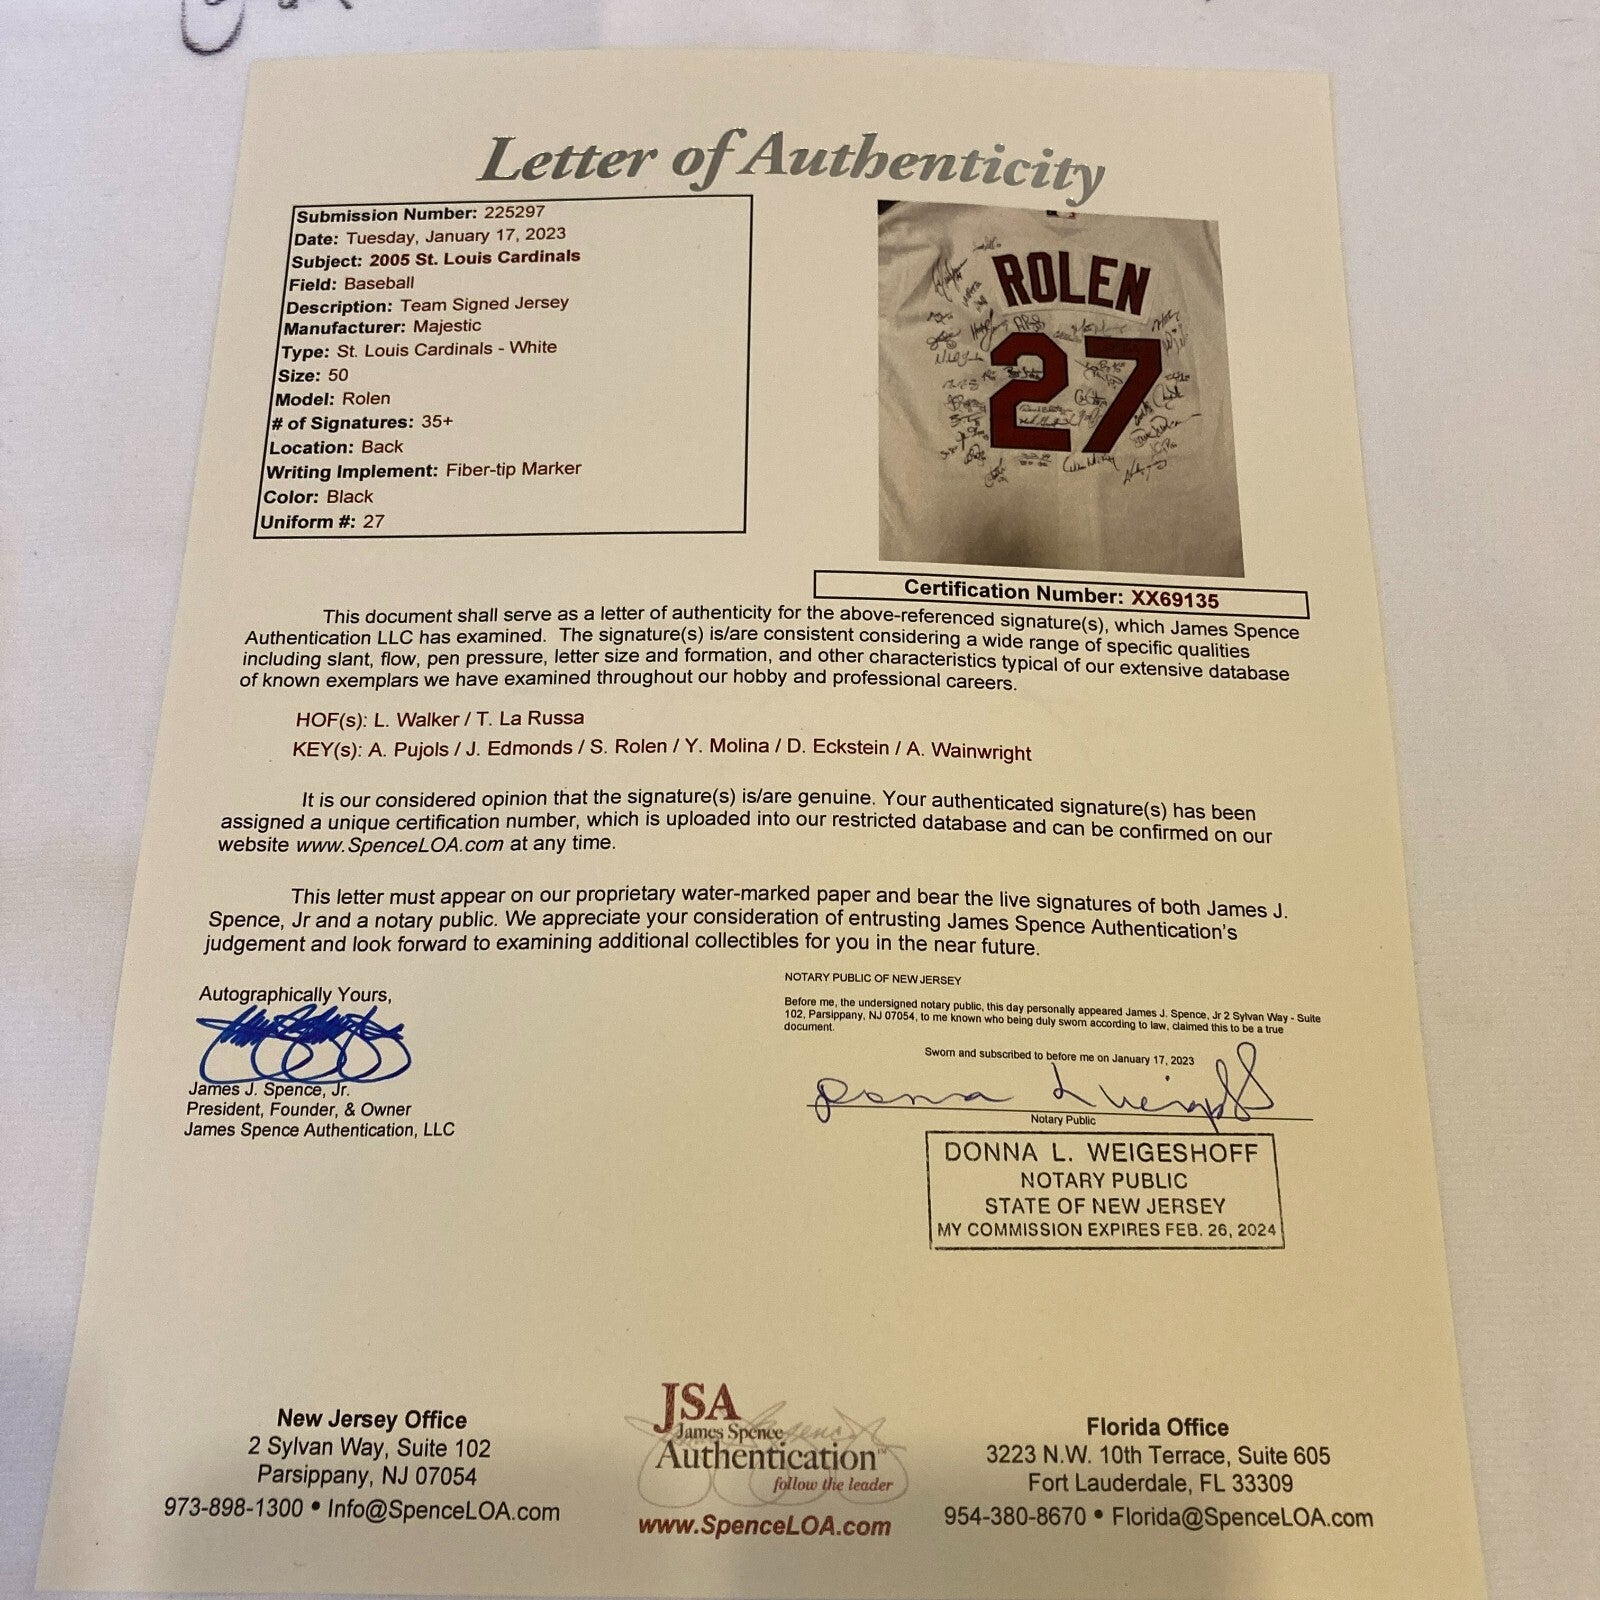 Letter of Authenticity
Submission Number: 225297
Date: Tuesday, January 17, 2023
Subject: 2005 St. Louis Cardinals
Field: Baseball
Description: Team Signed Jersey
Manufacturer: Majestic
Type: St. Louis Cardinals - White
Size: 50
Model: Rolen
# of Signatures: 35+
Location: Back
Writing Implement: Fiber-tip Marker
Color: Black
Uniform #: 27
ROLEN
27
Certification Number: XX69135
This document shall serve as a letter of authenticity for the above-referenced signature(s), which James Spence
Authentication LLC has examined. The signature(s) is/are consistent considering a wide range of specific qualities
including slant, flow, pen pressure, letter size and formation, and other characteristics typical of our extensive database
of known exemplars we have examined throughout our hobby and professional careers.
HOF(s): L. Walker / T. La Russa
KEY(s): A. Pujols / J. Edmonds / S. Rolen / Y. Molina / D. Eckstein / A. Wainwright
It is our considered opinion that the signature(s) is/are genuine. Your authenticated signature(s) has been
assigned a unique certification number, which is uploaded into our restricted database and can be confirmed on our
website www.SpenceLOA.com at any time.
This letter must appear on our proprietary water-marked paper and bear the live signatures of both James J.
Spence, Jr and a notary public. We appreciate your consideration of entrusting James Spence Authentication's
judgement and look forward to examining additional collectibles for you in the near future.
Autographically Yours,
James J. Spence, Jr.
President, Founder, & Owner
James Spence Authentication, LLC
NOTARY PUBLIC OF NEW JERSEY
Before me, the undersigned notary public, this day personally appeared James J. Spence, Jr 2 Sylvan Way - Suite
102, Parsippany, NJ 07054, to me known who being duly sworn according to law, claimed this to be a true
document.
Sworn and subscribed to before me on January 17, 2023
Donna L Weigeshoff
Notary Public
DONNA L. WEIGESHOFF
NOTARY PUBLIC
STATE OF NEW JERSEY
MY COMMISSION EXPIRES FEB. 26, 2024
New Jersey Office
2 Sylvan Way, Suite 102
Parsippany, NJ 07054
973-898-1300 • Info@SpenceLOA.com
JSA
James Spence
Authentication™
follow the leader
www.SpenceLOA.com
Florida Office
3223 N.W. 10th Terrace, Suite 605
Fort Lauderdale, FL 33309
954-380-8670 • Florida@SpenceLOA.com